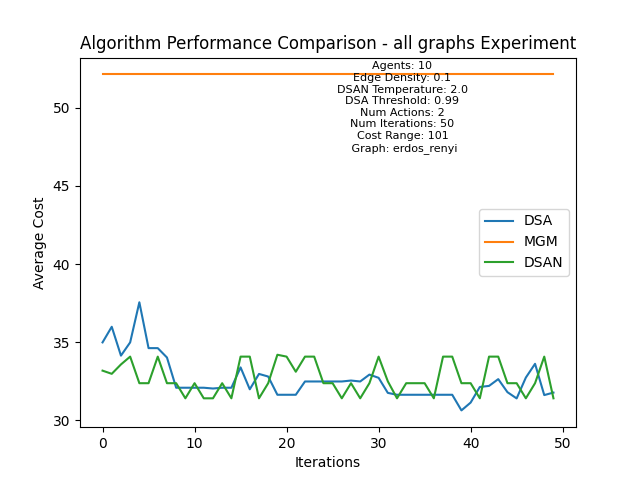 Algorithm Performance Comparison - all graphs Experiment
Agents: 10
Edge Density: 0.1
DSAN Temperature: 2.0
DSA Threshold: 0.99
Num Actions: 2
Num Iterations: 50
Cost Range: 101
Graph: erdos_renyi
50
45
40
35
30
Average Cost
DSA
MGM
DSAN
0
10
20
30
40
50
Iterations